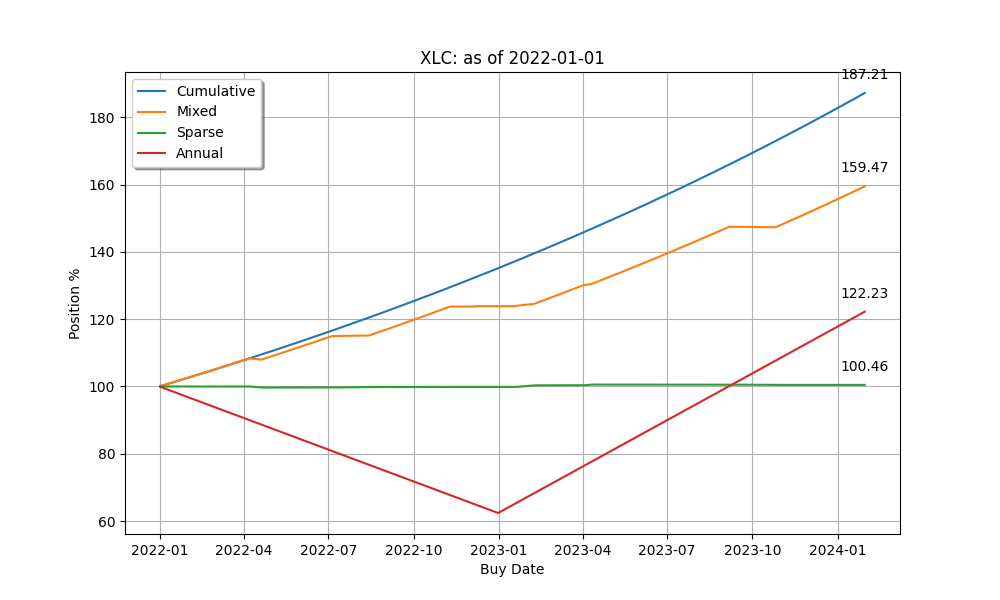 XLC: as of 2022-01-01
187.21
Cumulative
Mixed
Sparse
Annual
159.47
122.23
100.46
180
160
140
120
100
80
60
Position %
2022-01 2022-04 2022-07 2022-10 2023-01 2023-04 2023-07 2023-10 2024-01
Buy Date